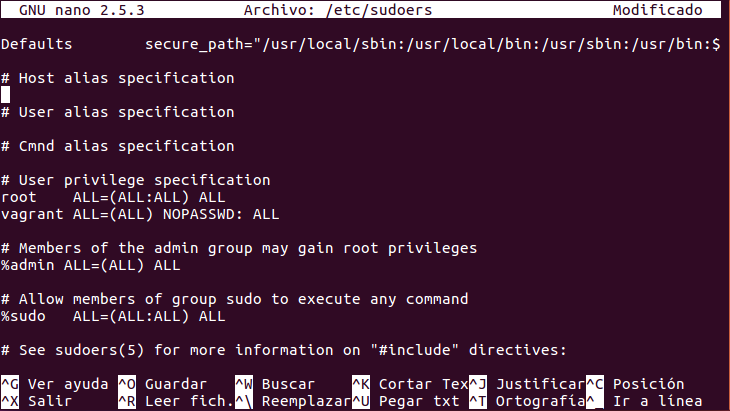 GNU nano 2.5.3 Archivo: /etc/sudoers Modificado
Defaults secure_path="/usr/local/sbin:/usr/local/bin:/usr/sbin:/usr/bin:$
# Host alias specification
# User alias specification
# Cmnd alias specification
# User privilege specification
root ALL=(ALL:ALL) ALL
vagrant ALL=(ALL) NOPASSWD: ALL
# Members of the admin group may gain root privileges
%admin ALL=(ALL) ALL
# Allow members of group sudo to execute any command
%sudo ALL=(ALL:ALL) ALL
# See sudoers(5) for more information on "#include" directives:
^G Ver ayuda ^O Guardar ^W Buscar ^K Cortar Tex^J Justificar^C Posición
^X Salir ^R Leer fich.^\ Reemplazar^U Pegar txt ^T Ortografía^_ Ir a línea